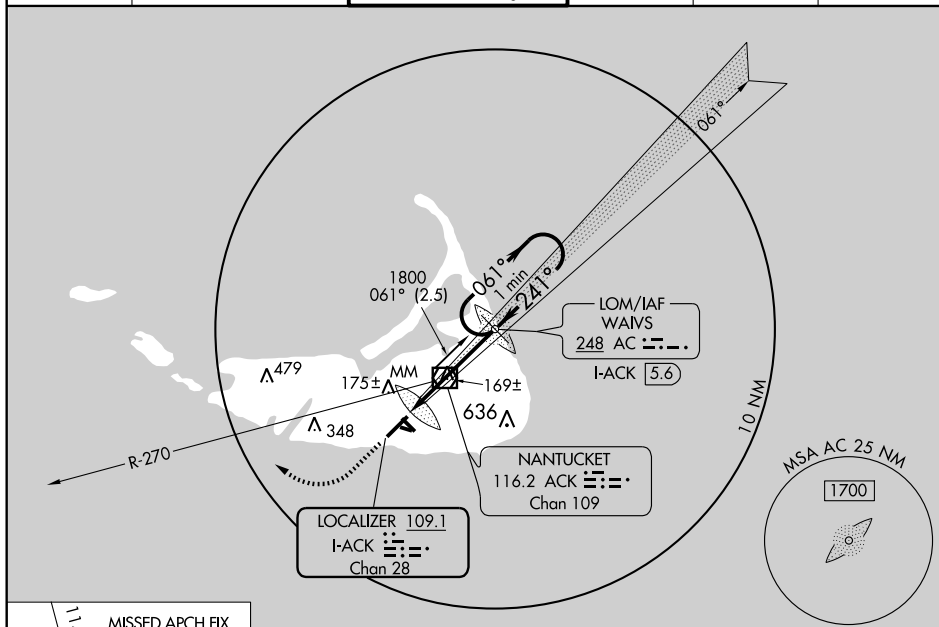 061°
061°
1 min
241°
1800
061° (2.5)
LOM/IAF
WAIVS
248 AC
I-ACK 5.6
479
175±
MM
169±
348
636
10 NM
R-270
NANTUCKET
116.2 ACK
Chan 109
LOCALIZER 109.1
I-ACK
Chan 28
MSA AC 25 NM
1700
MISSED APCH FIX